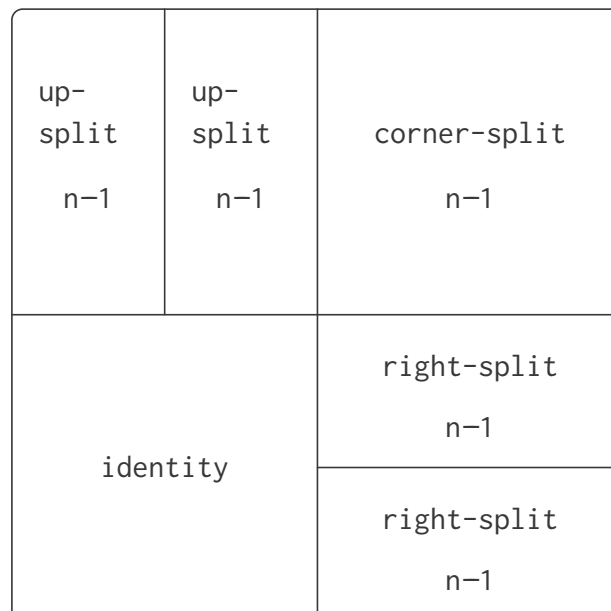 up-
split
n−1
up-
split
n−1
corner-split
n−1
identity
right-split
n−1
right-split
n−1